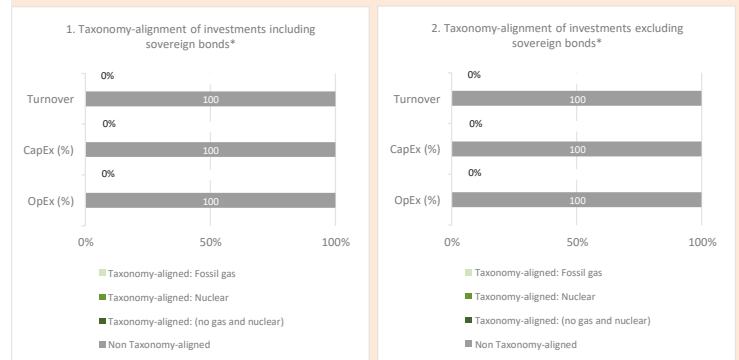 1. Taxonomy-alignment of investments including
sovereign bonds*
0%
Turnover
100
0%
CapEx (%)
100
0%
OpEx (%)
100
0%
50%
100%
Taxonomy-aligned: Fossil gas
Taxonomy-aligned: Nuclear
Taxonomy-aligned: (no gas and nuclear)
Non Taxonomy-aligned
2. Taxonomy-alignment of investments excluding
sovereign bonds*
0%
Turnover
100
0%
CapEx (%)
100
0%
OpEx (%)
100
0%
50%
100%
Taxonomy-aligned: Fossil gas
Taxonomy-aligned: Nuclear
Taxonomy-aligned: (no gas and nuclear)
Non Taxonomy-aligned